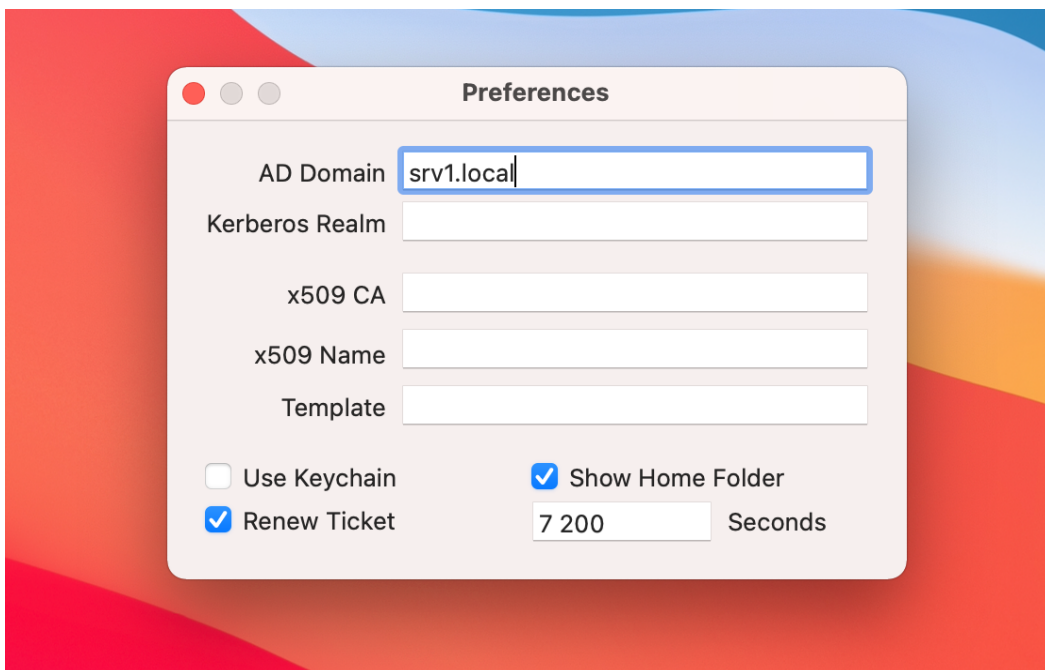 Preferences
AD Domain srv1.local
Kerberos Realm
x509 CA
x509 Name
Template
Use Keychain Show Home Folder
Renew Ticket 7 200 Seconds